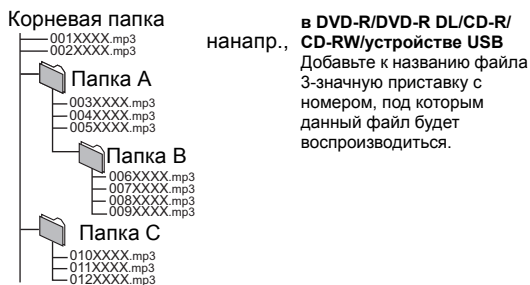 Корневая папка
001XXXX.mp3
002XXXX.mp3
Папка A
003XXXX.mp3
004XXXX.mp3
005XXXX.mp3
Папка B
006XXXX.mp3
007XXXX.mp3
008XXXX.mp3
009XXXX.mp3
Папка C
010XXXX.mp3
011XXXX.mp3
012XXXX.mp3
нанапр.,
в DVD-R/DVD-R DL/CD-R/
CD-RW/устройстве USB
Добавьте к названию файла
3-значную приставку с
номером, под которым
данный файл будет
воспроизводиться.